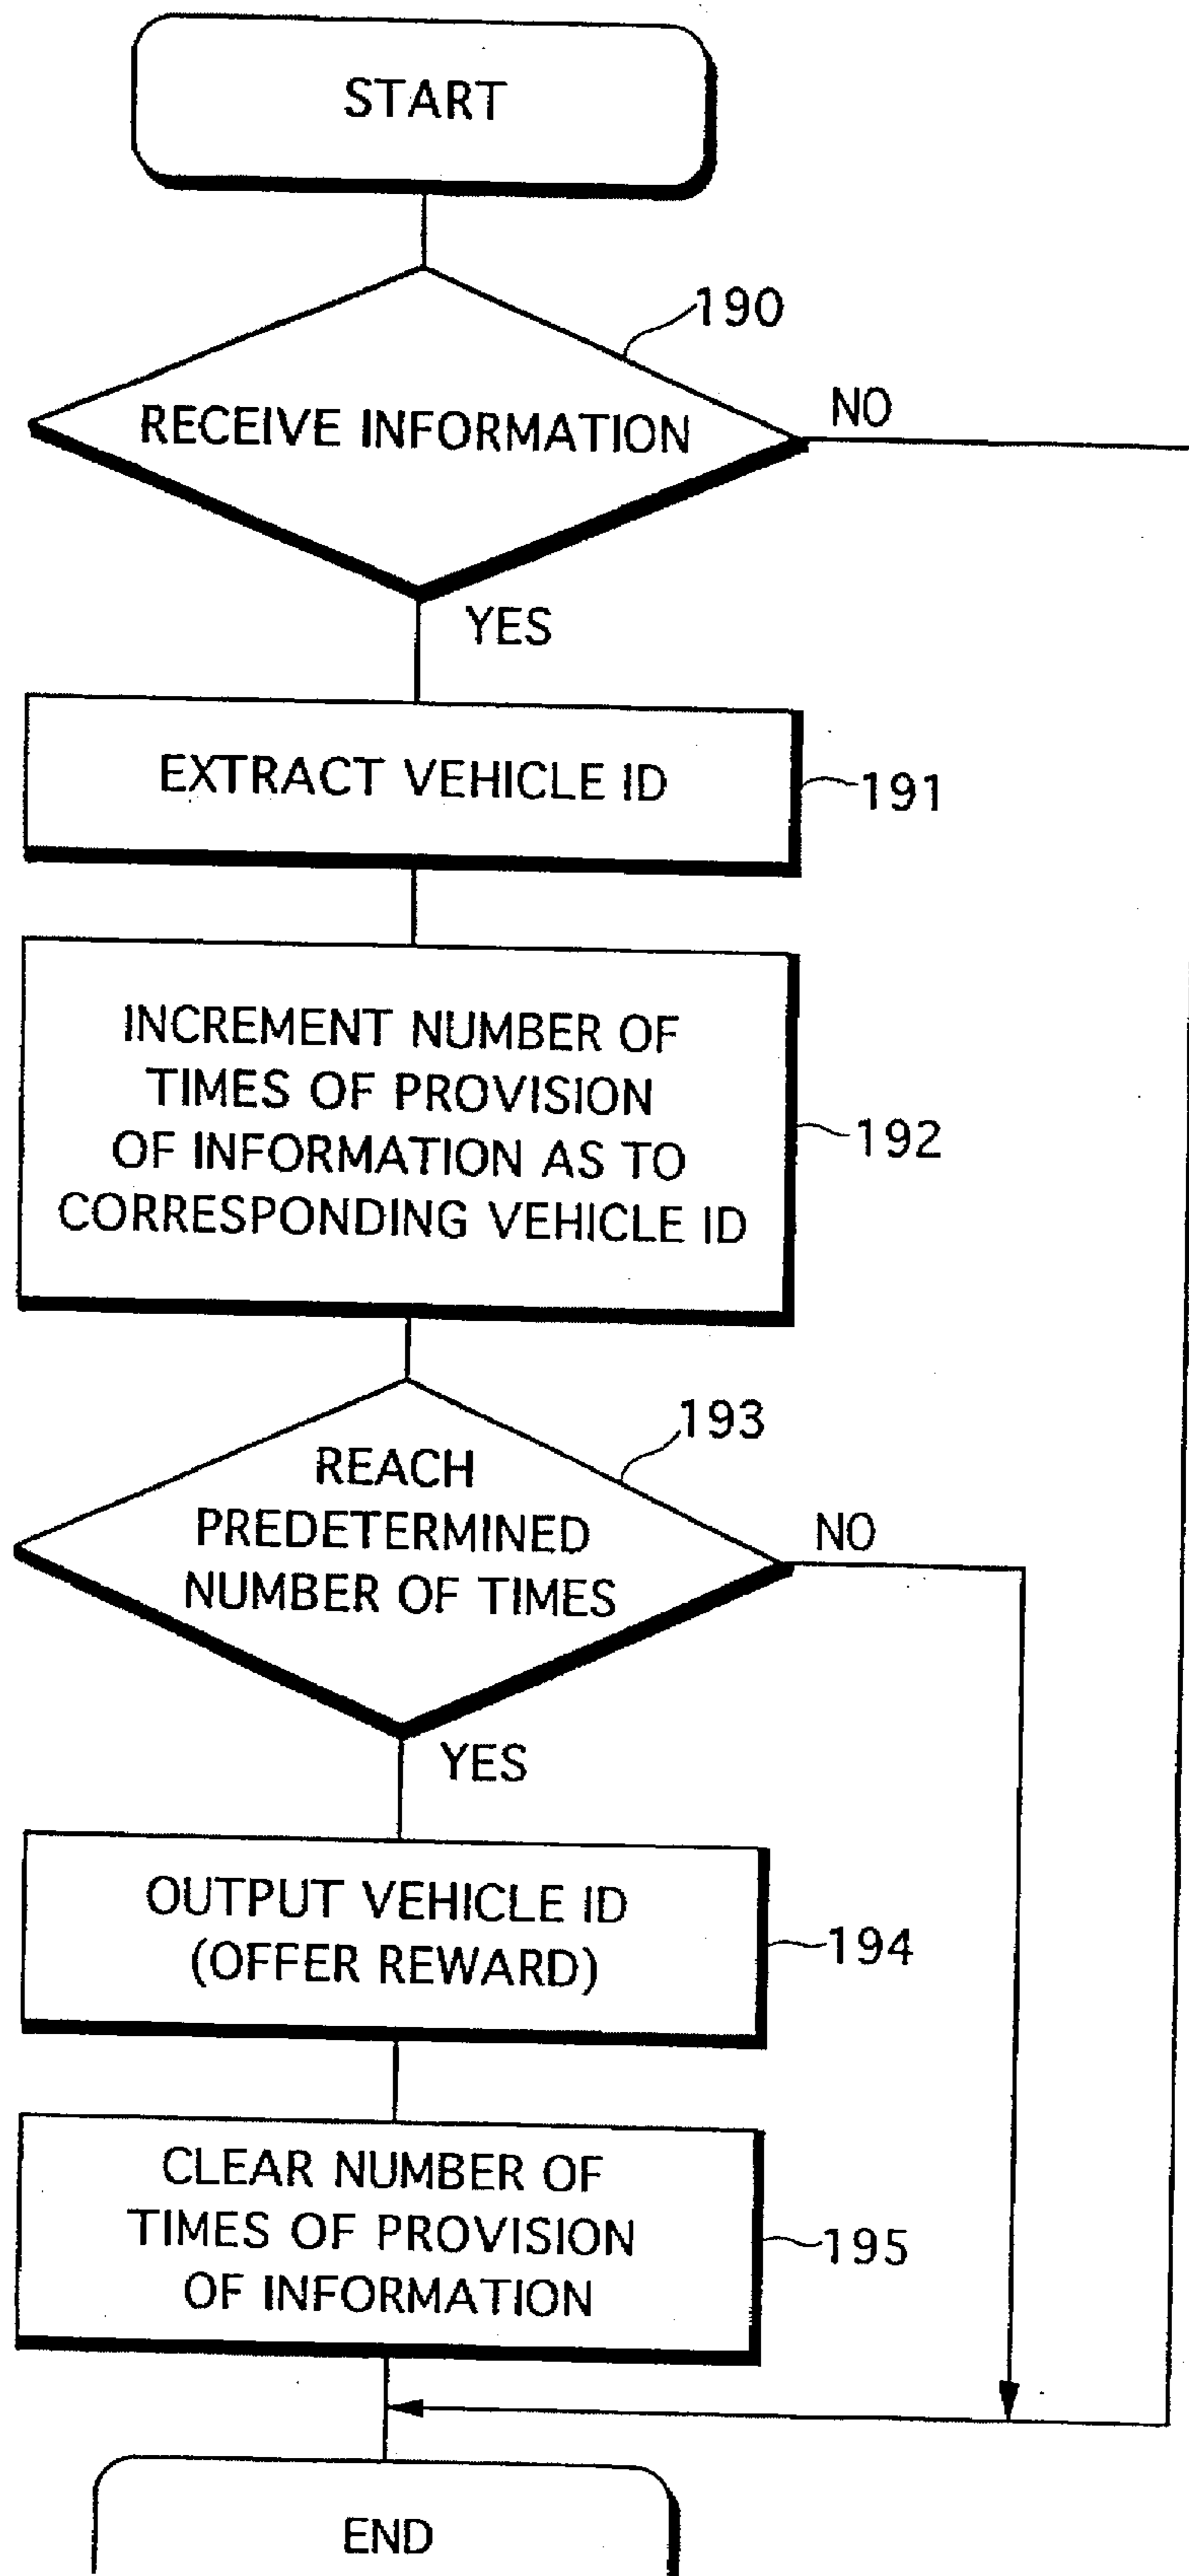 START
190
RECEIVE INFORMATION
NO
YES
EXTRACT VEHICLE ID
191
INCREMENT NUMBER OF
TIMES OF PROVISION
OF INFORMATION AS TO
CORRESPONDING VEHICLE ID
192
193
REACH
PREDETERMINED
NUMBER OF TIMES
NO
YES
OUTPUT VEHICLE ID
(OFFER REWARD)
194
CLEAR NUMBER OF
TIMES OF PROVISION
OF INFORMATION
195
END